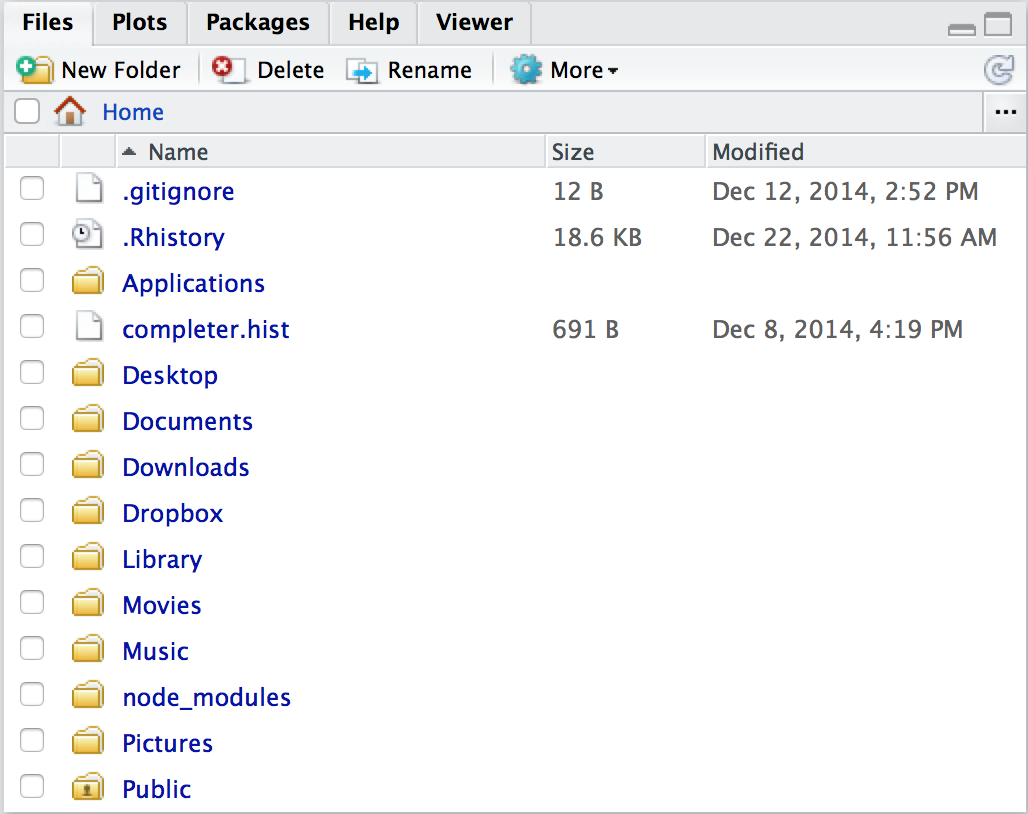 Files Plots Packages Help Viewer
New Folder Delete Rename More
Home ...
Name Size Modified
.gitignore 12 B Dec 12, 2014, 2:52 PM
.Rhistory 18.6 KB Dec 22, 2014, 11:56 AM
Applications
completer.hist 691 B Dec 8, 2014, 4:19 PM
Desktop
Documents
Downloads
Dropbox
Library
Movies
Music
node_modules
Pictures
Public